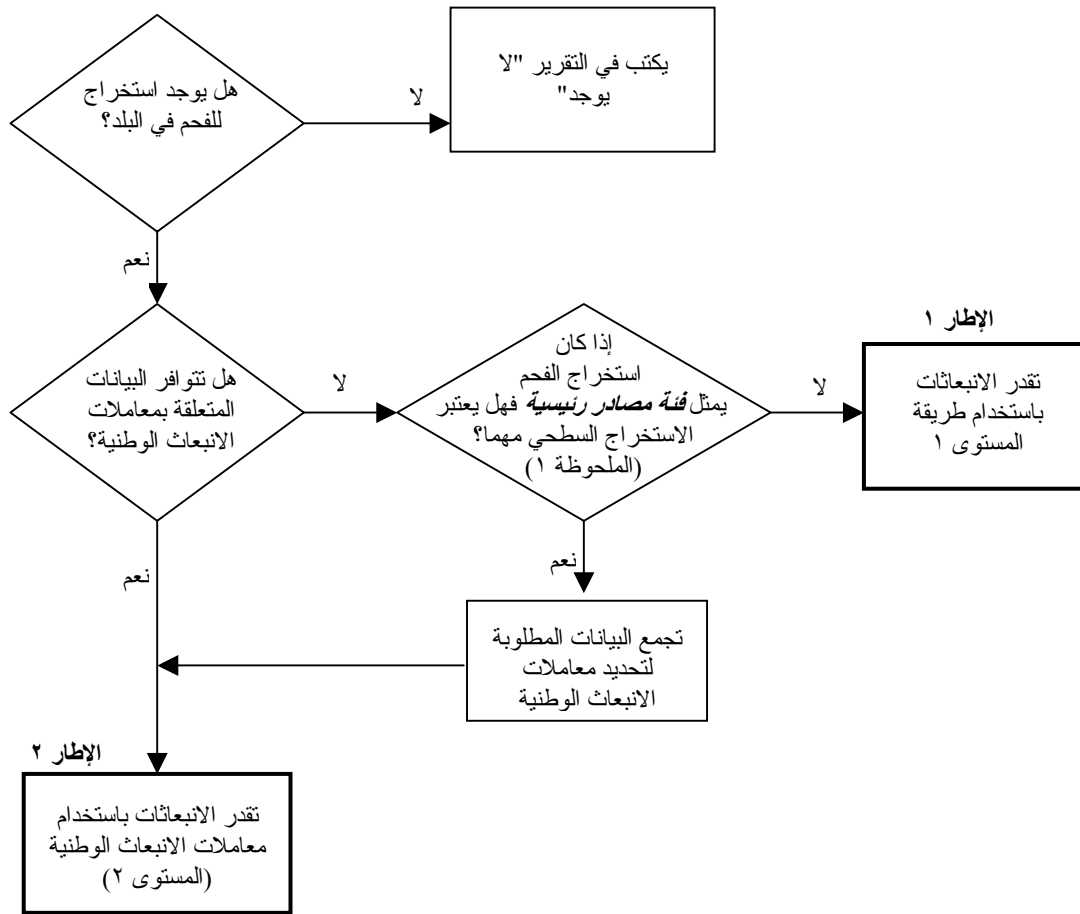 هل يوجد استخراج
للفحم في البلد؟
لا
يكتب في التقرير "لا
يوجد"
نعم
هل تتوافر البيانات
المتعلقة بمعاملات
الانبعاث الوطنية؟
لا
إذا كان
استخراج الفحم
يمثل فئة مصادر رئيسية فهل يعتبر
الاستخراج السطحي مهما؟
(الملحوظة ١)
لا
الإطار ١
تقدر الانبعاثات
باستخدام طريقة
المستوى ١
نعم
نعم
تجمع البيانات المطلوبة
لتحديد معاملات
الانبعاث الوطنية
الإطار ٢
تقدر الانبعاثات باستخدام
معاملات الانبعاث الوطنية
(المستوى ٢)